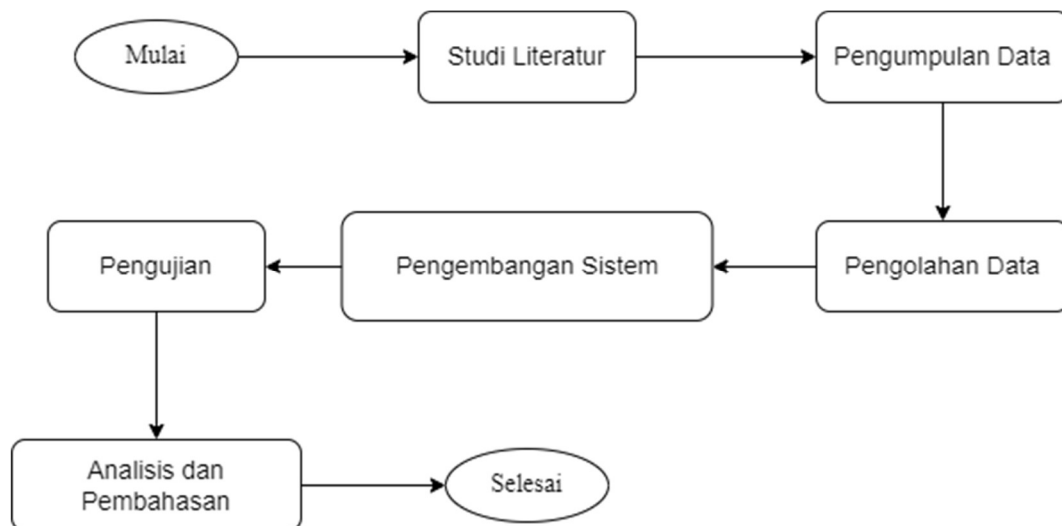 Mulai
Studi Literatur
Pengumpulan Data
Pengolahan Data
Pengembangan Sistem
Pengujian
Analisis dan
Pembahasan
Selesai